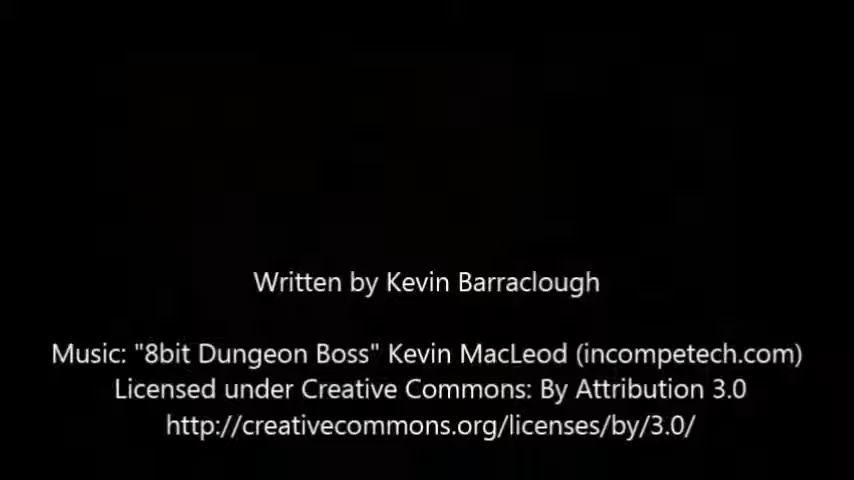 Written by Kevin Barraclough
Music: "8bit Dungeon Boss" Kevin MacLeod (incompetech.com)
Licensed under Creative Commons: By Attribution 3.0
http://creativecommons.org/licenses/by/3.0/